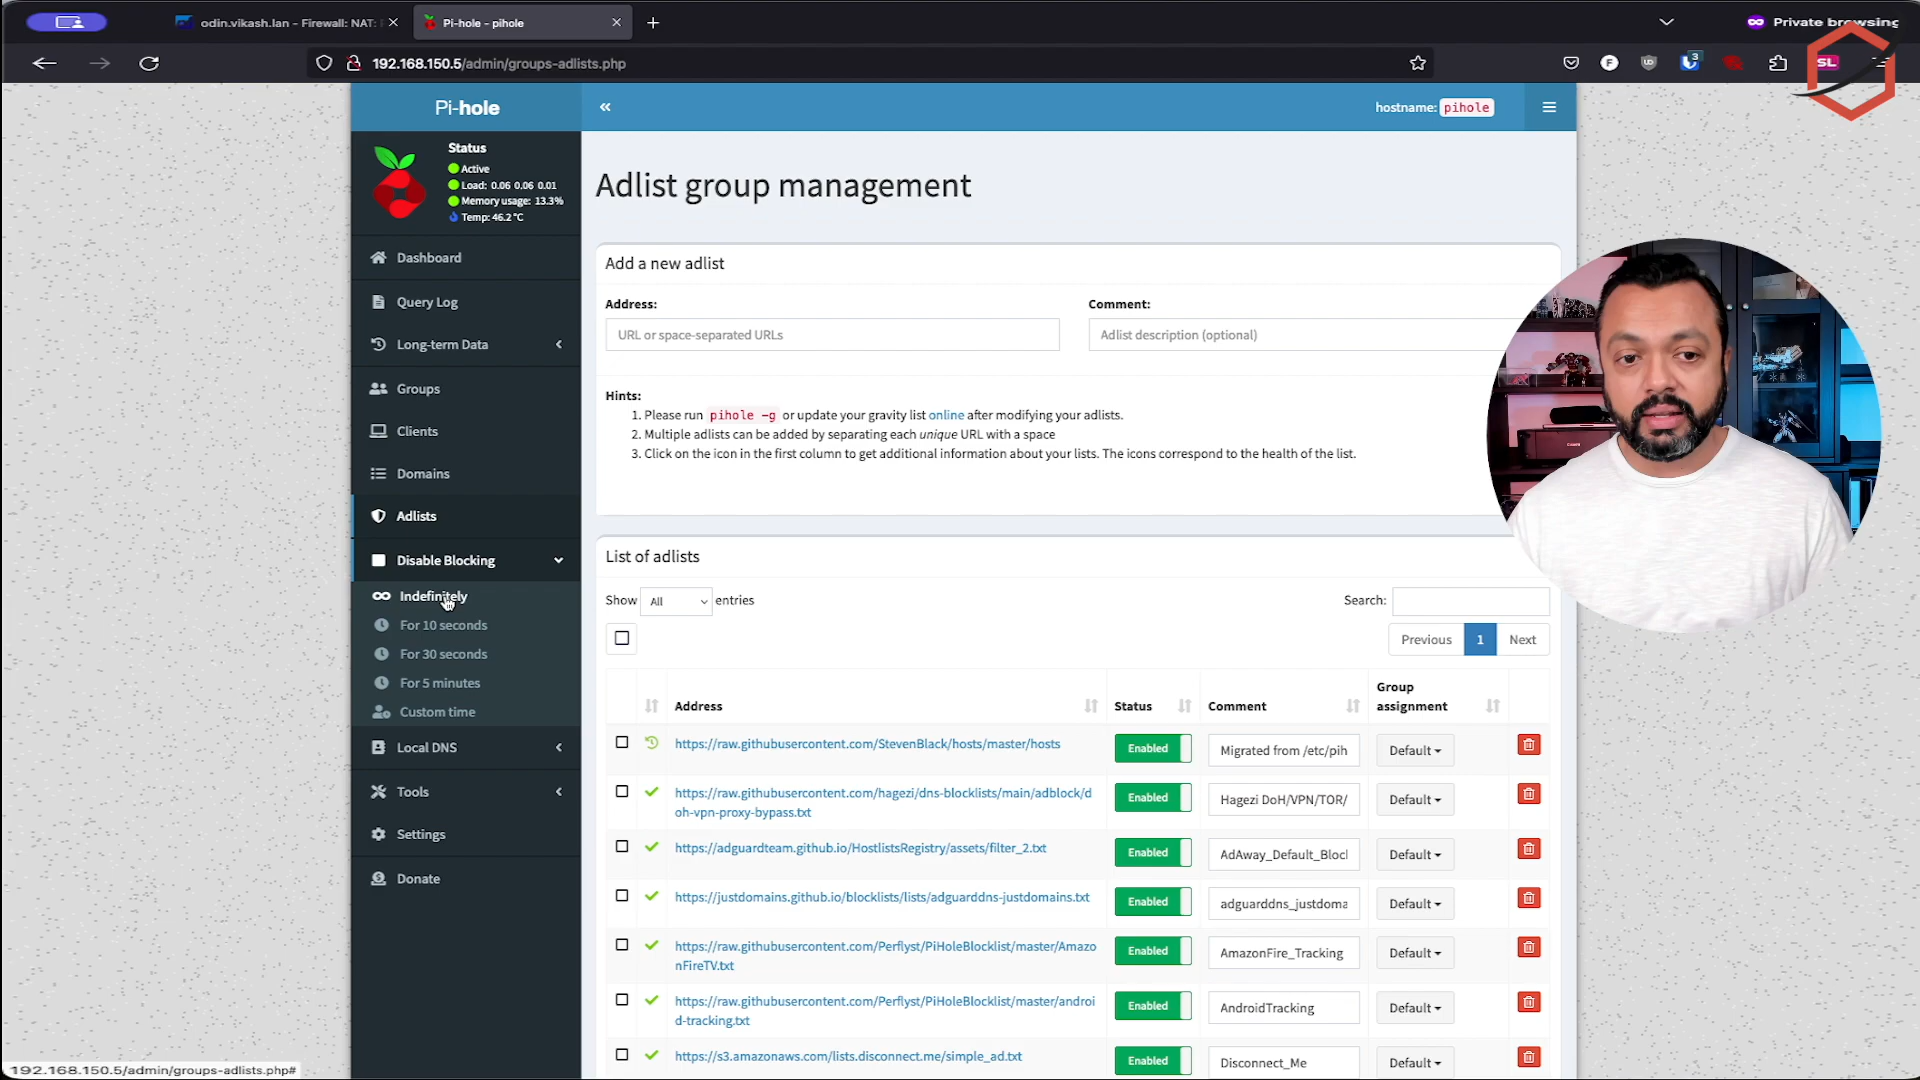 odin.vikash.lan – Firewall: NAT:
Pi-hole - pihole
Private browsing
192.168.150.5/admin/groups-adlists.php
3
SL
Pi-hole
hostname: pihole
Status
Active
Load: 0.06 0.06 0.01
Memory usage: 13.3%
Temp: 46.2 °C
Dashboard
Query Log
Long-term Data
Groups
Clients
Domains
Adlists
Disable Blocking
Indefinitely
For 10 seconds
For 30 seconds
For 5 minutes
Custom time
Local DNS
Tools
Settings
Donate
Adlist group management
Add a new adlist
Address:
Comment:
URL or space-separated URLs
Adlist description (optional)
Hints:
1. Please run pihole -g or update your gravity list online after modifying your adlists.
2. Multiple adlists can be added by separating each unique URL with a space
3. Click on the icon in the first column to get additional information about your lists. The icons correspond to the health of the list.
List of adlists
Show All entries
Search:
Previous 1 Next
Address Status Comment Group
assignment
https://raw.githubusercontent.com/StevenBlack/hosts/master/hosts Enabled Migrated from /etc/pih Default
https://raw.githubusercontent.com/hagezi/dns-blocklists/main/adblock/d
oh-vpn-proxy-bypass.txt Enabled Hagezi DoH/VPN/TOR/ Default
https://adguardteam.github.io/HostlistsRegistry/assets/filter_2.txt Enabled AdAway_Default_Blocl Default
https://justdomains.github.io/blocklists/lists/adguarddns-justdomains.txt Enabled adguarddns_justdoma Default
https://raw.githubusercontent.com/Perflyst/PiHoleBlocklist/master/Amazo
nFireTV.txt Enabled AmazonFire_Tracking Default
https://raw.githubusercontent.com/Perflyst/PiHoleBlocklist/master/androi
d-tracking.txt Enabled AndroidTracking Default
https://s3.amazonaws.com/lists.disconnect.me/simple_ad.txt Enabled Disconnect_Me Default
192.168.150.5/admin/groups-adlists.php#